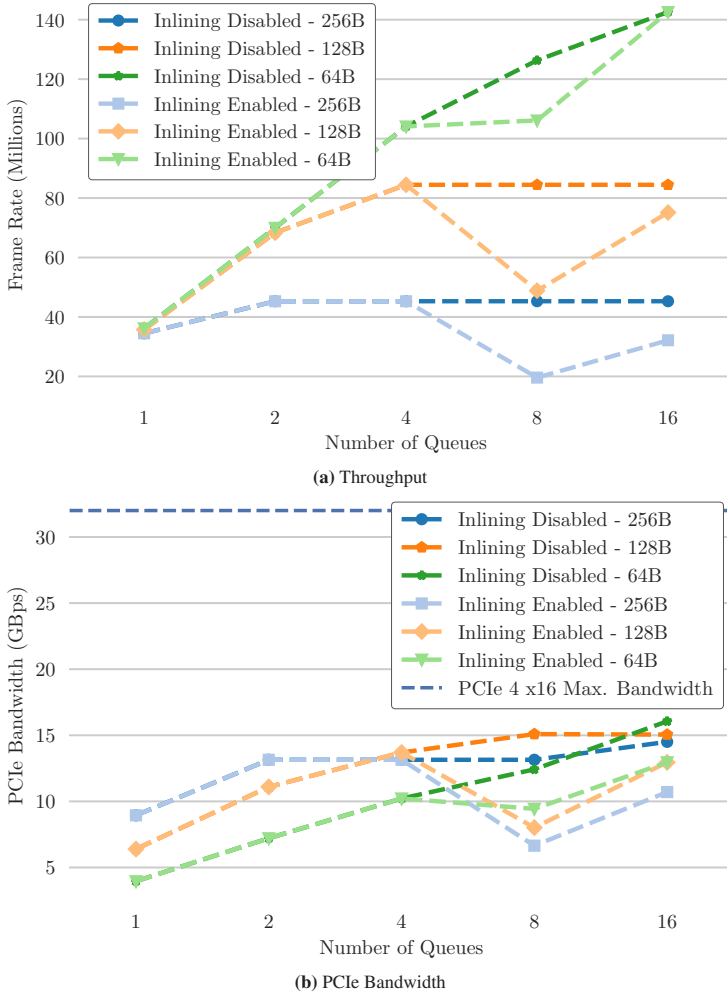 140
120
100
80
60
40
20
Frame Rate (Millions)
Inlining Disabled - 256B
Inlining Disabled - 128B
Inlining Disabled - 64B
Inlining Enabled - 256B
Inlining Enabled - 128B
Inlining Enabled - 64B
1 2 4 8 16
Number of Queues
(a) Throughput
30
25
20
15
10
5
PCIe Bandwidth (GBps)
Inlining Disabled - 256B
Inlining Disabled - 128B
Inlining Disabled - 64B
Inlining Enabled - 256B
Inlining Enabled - 128B
Inlining Enabled - 64B
PCIe 4 x16 Max. Bandwidth
1 2 4 8 16
Number of Queues
(b) PCIe Bandwidth